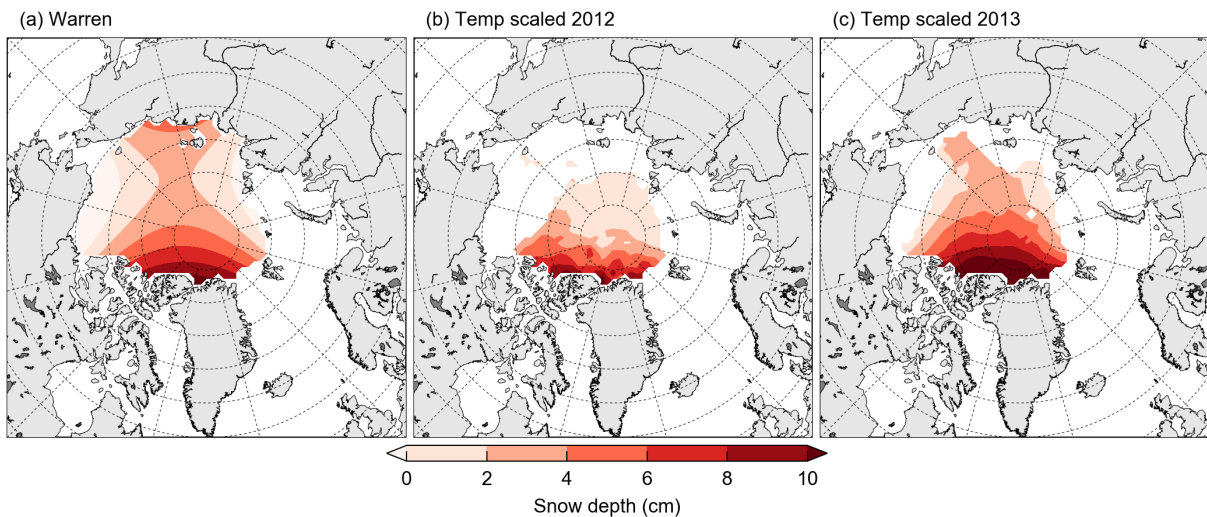 (a) Warren
(b) Temp scaled 2012
(c) Temp scaled 2013
0 2 4 6 8 10
Snow depth (cm)